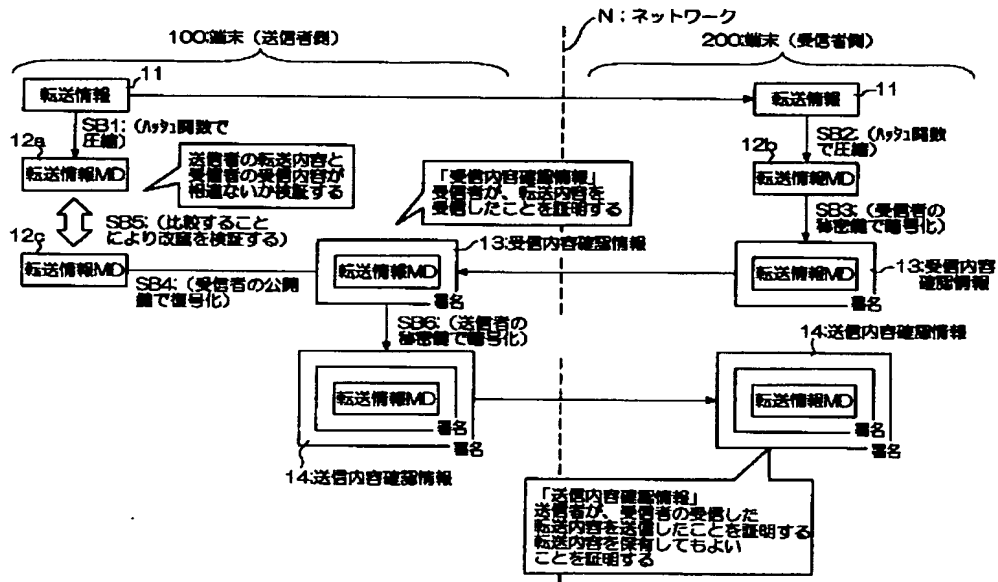 N:ネットワーク
100:端末(送信者側)
200:端末(受信者側)
11
転送情報
11
転送情報
SB1:(ハッシュ関数で
圧縮)
12a
転送情報MD
送信者の転送内容と
受信者の受信内容が
相違ないか検証する
「受信内容確認情報」
受信者が、転送内容を
受信したことを証明する
SB2:(ハッシュ関数
で圧縮)
12b
転送情報MD
SB5:(比較すること
により改竄を検証する)
12c
転送情報MD
SB4:(受信者の公開
鍵で復号化)
13:受信内容確認情報
転送情報MD
署名
SB3:(受信者の
秘密鍵で暗号化)
転送情報MD
署名
13:受信内容
確認情報
SB6:(送信者の
秘密鍵で暗号化)
転送情報MD
署名
署名
14:送信内容確認情報
14:送信内容確認情報
転送情報MD
署名
署名
「送信内容確認情報」
送信者が、受信者の受信した
転送内容を送信したことを証明する
転送内容を保有してもよい
ことを証明する